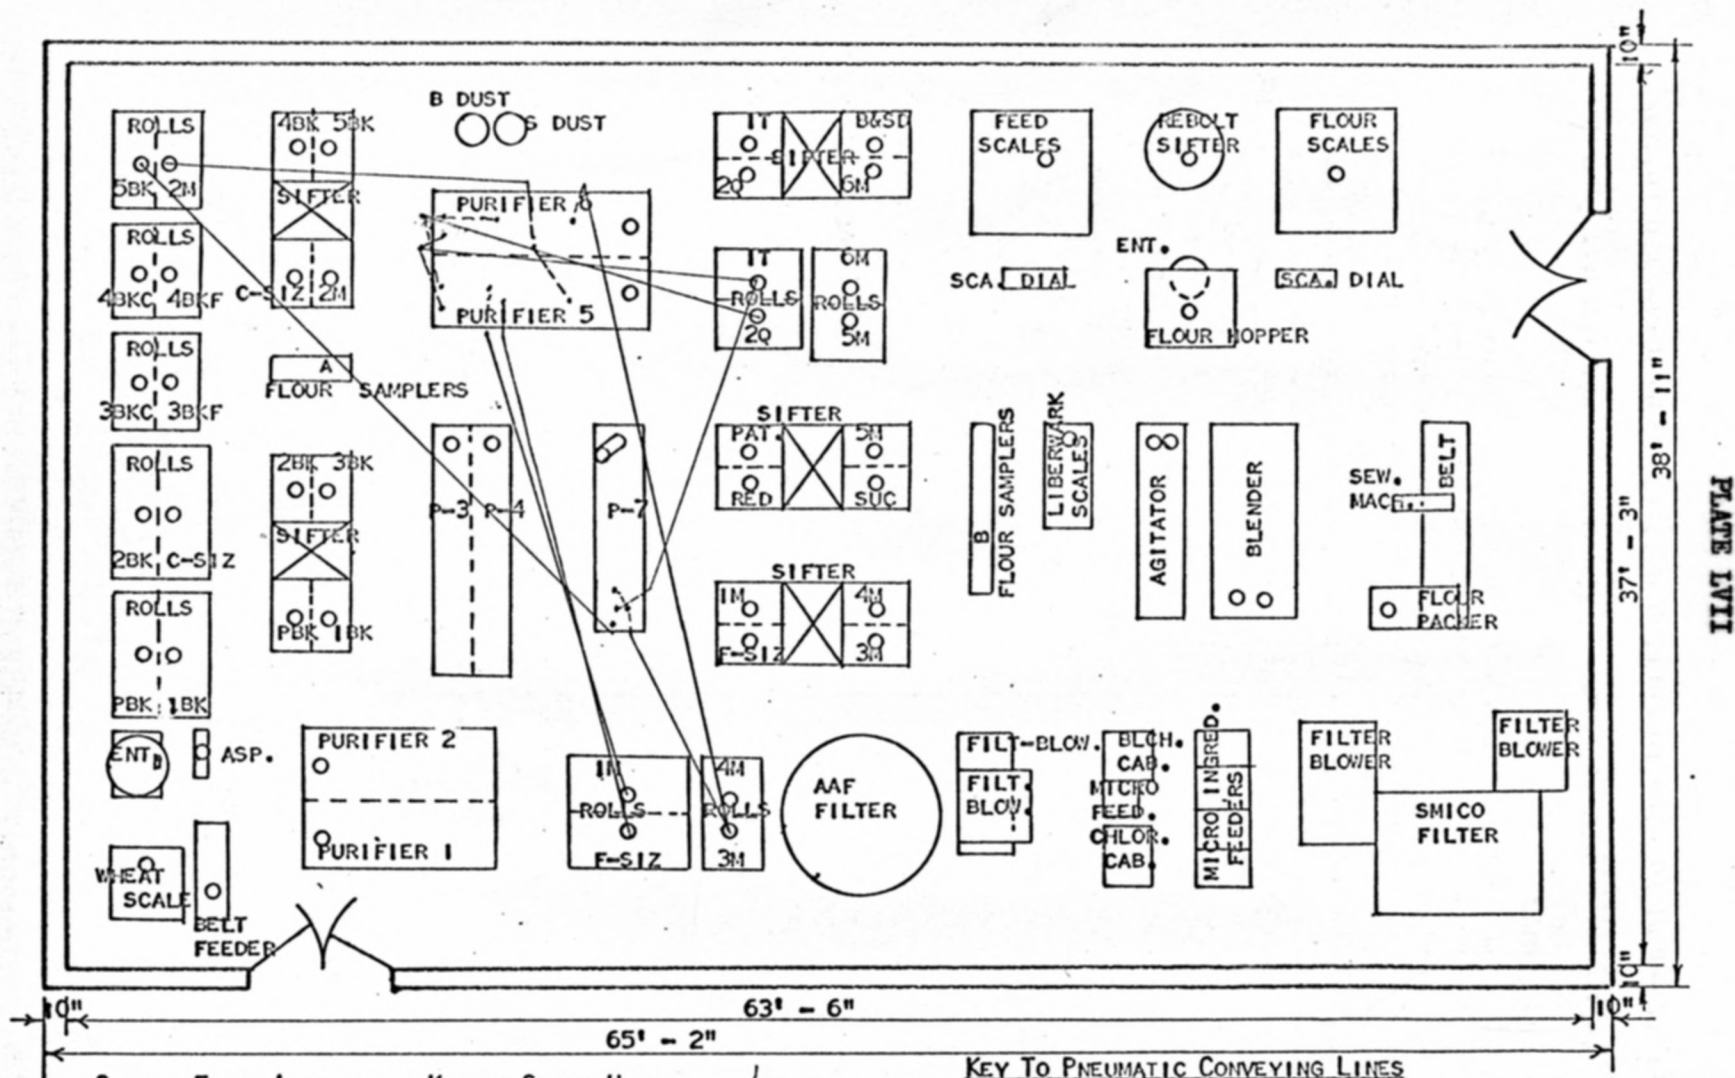 10"
B DUST
S DUST
ROLLS
5BK 2M
4BK 5BK
SIFTER
C-SIZ 2M
PURIFIER 6
PURIFIER 5
1T B&SD
SIFTER
2Q 6M
FEED
SCALES
REBOLT
SIFTER
FLOUR
SCALES
ROLLS
4BKC 4BKF
1T
ROLLS
2Q
6M
ROLLS
5M
SCA. DIAL
ENT.
FLOUR HOPPER
SCA. DIAL
ROLLS
3BKC 3BKF
A
FLOUR SAMPLERS
38' - 11"
37' - 3"
PLATE LVII
ROLLS
2BK C-SIZ
2BK 3BK
SIFTER
PBK 1BK
P-3 P-4
P-7
SIFTER
PAT. 5M
RED SUC
B
FLOUR SAMPLERS
LIBERWARK
SCALES
AGITATOR
BLENDER
SEW.
MAC.
BELT
FLOUR
PACKER
ROLLS
PBK 1BK
SIFTER
1M 4M
F-SIZ 3M
ENT.
ASP.
PURIFIER 2
PURIFIER 1
1M
ROLLS
F-SIZ
4M
ROLLS
3M
AAF
FILTER
FILT-BLOW.
FILT.
BLOW.
BLCH.
CAB.
MICRO
FEED.
CHLOR.
CAB.
MICRO INGRED.
FEEDERS
FILTER
BLOWER
FILTER
BLOWER
SMICO
FILTER
WHEAT
SCALE
BELT
FEEDER
10"
10"
63' - 6"
10"
65' - 2"
KEY TO PNEUMATIC CONVEYING LINES